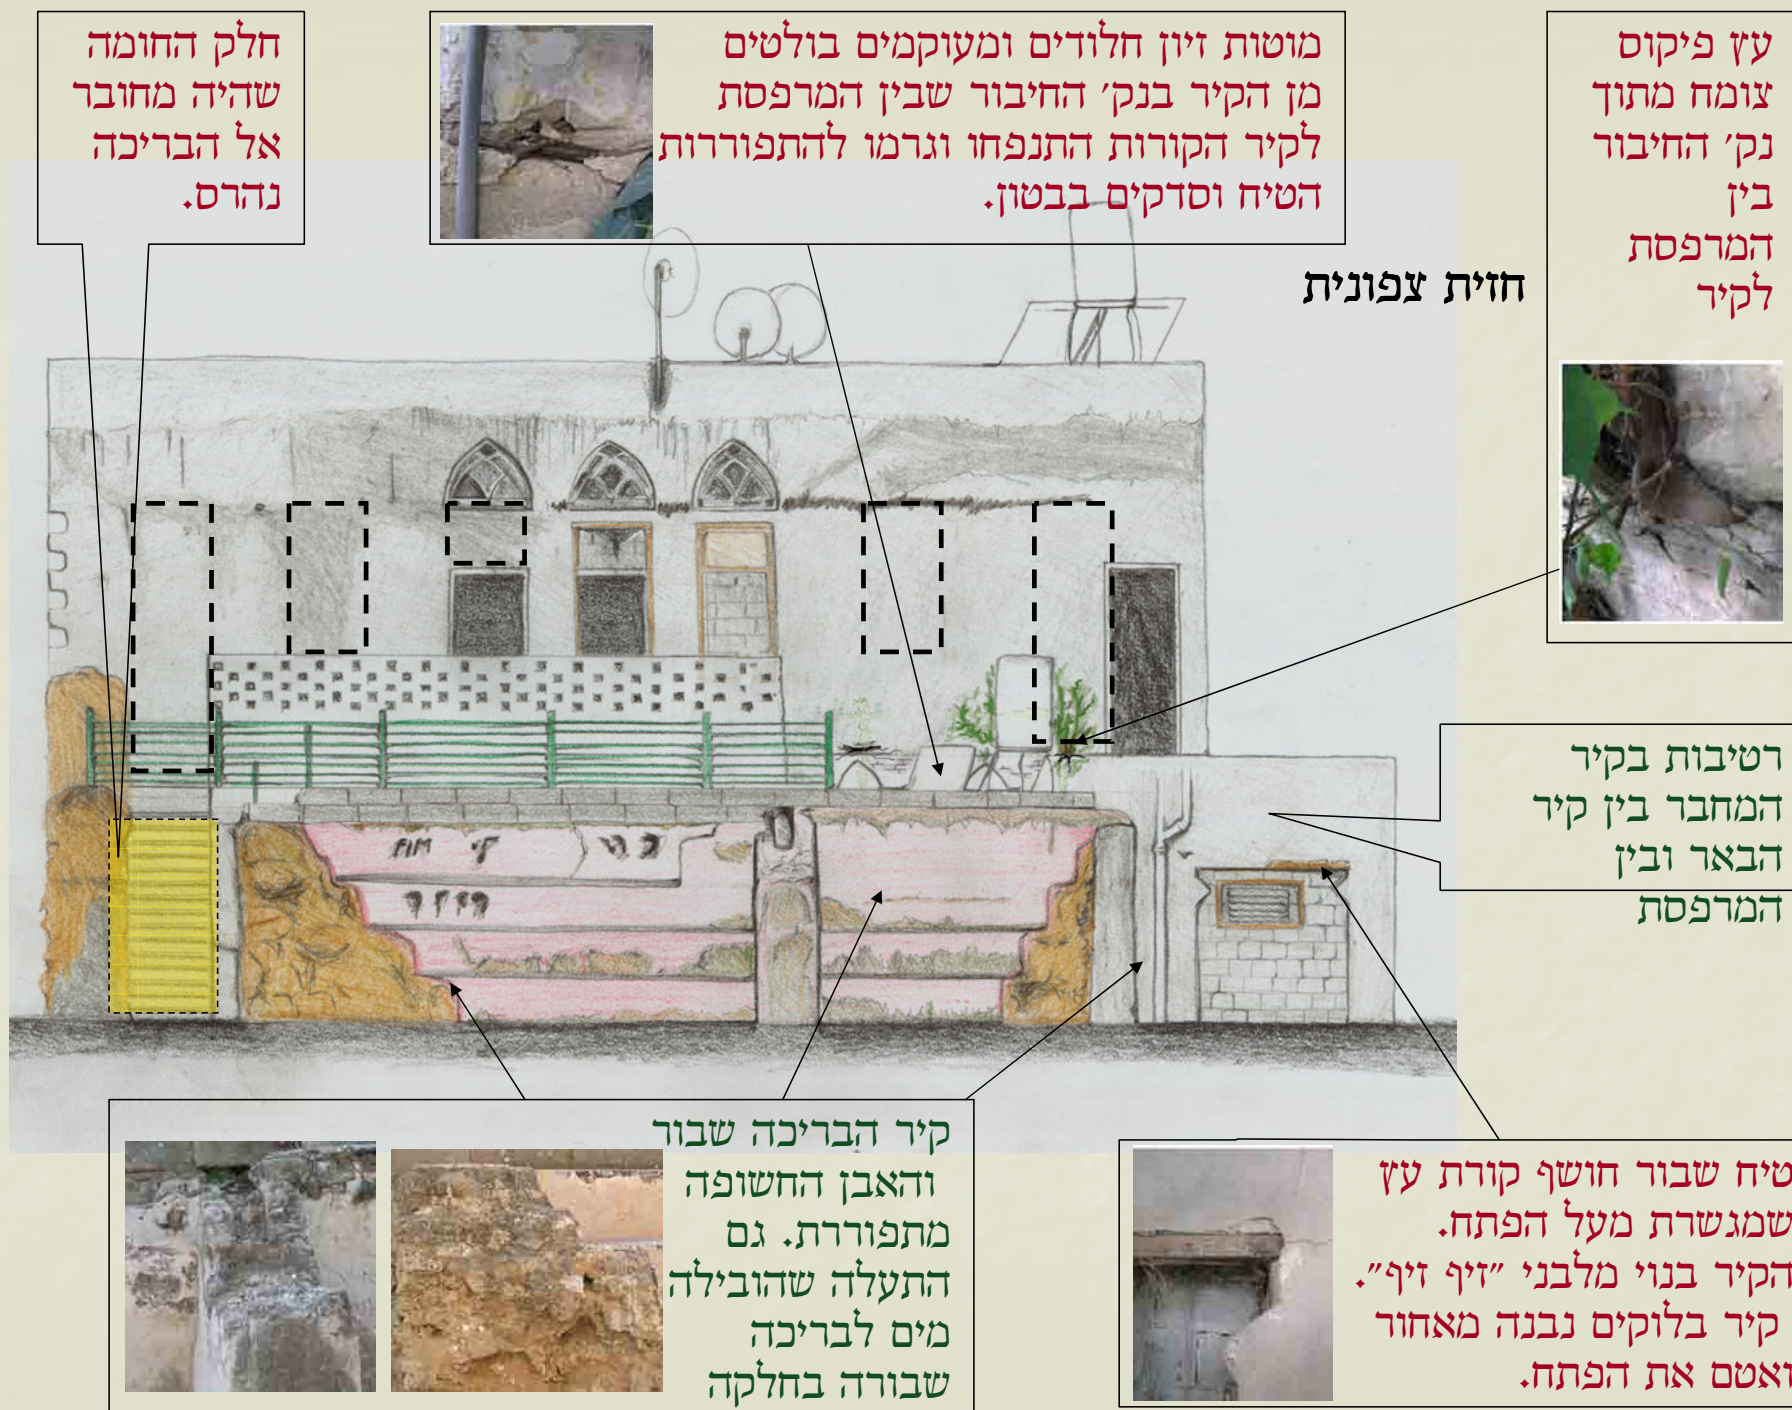 עץ פיקוס
צומח מתוך
נק׳ החיבור
בין
המרפסת
לקיר
מוטות זיון חלודים ומעוקמים בולטים
מן הקיר בנק׳ החיבור שבין המרפסת
לקיר הקורות התנפחו וגרמו להתפוררות
הטיח וסדקים בבטון.
חלק החומה
שהיה מחובר
אל הבריכה
נהרס.
חזית צפונית
רטיבות בקיר
המחבר בין קיר
הבאר ובין
המרפסת
טיח שבור חושף קורת עץ
שמגשרת מעל הפתח.
הקיר בנוי מלבני ״זיף זיף״.
קיר בלוקים נבנה מאחור
ואטם את הפתח.
קיר הבריכה שבור
והאבן החשופה
מתפוררת. גם
התעלה שהובילה
מים לבריכה
שבורה בחלקה